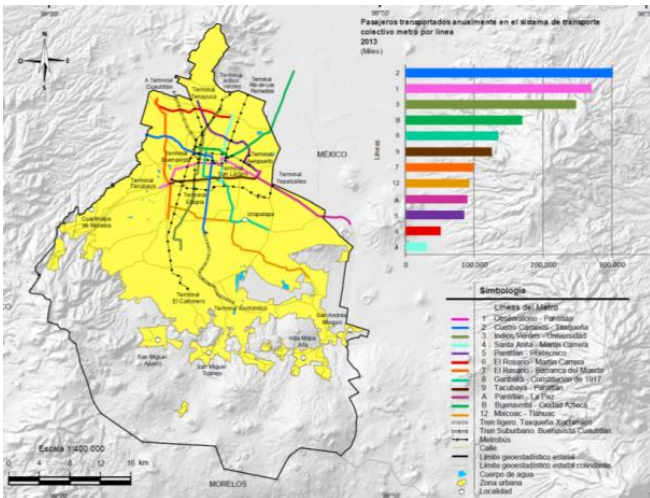 Pasajeros transportados anualmente en el sistema de transporte
colectivo metro por línea
2013
(Miles)
N
O
E
S
A Terminal
Cuautitlán
Terminal
Tenayuca
Terminal
Indios
Verdes
Terminal
Río de Los
Remedios
MÉXICO
Terminal
Buenavista
Terminal
Aeropuerto
Terminal
Tepalcates
Terminal
Tacubaya
Terminal
Etiopía
Iztapalapa
Cuajimalpa
de Morelos
Terminal
El Caminero
Terminal Xochimilco
San Andrés
Mixquic
Villa Milpa
Alta
San Miguel
Ajusco
San Miguel
Topilejo
MORELOS
Escala 1:400 000
0 4 8 16 km
Líneas
2
1
3
B
8
9
7
12
A
5
6
4
0 100,000 200,000 300,000
Simbología
Líneas del Metro
1 Observatorio - Pantitlán
2 Cuatro Caminos - Taxqueña
3 Indios Verdes - Universidad
4 Santa Anita - Martín Carrera
5 Pantitlán - Politécnico
6 El Rosario - Martín Carrera
7 El Rosario - Barranca del Muerto
8 Garibaldi - Constitución de 1917
9 Tacubaya - Pantitlán
A Pantitlán - La Paz
B Buenavista - Ciudad Azteca
12 Mixcoac - Tláhuac
Tren ligero. Taxqueña Xochimilco
Tren Suburbano. Buenavista Cuautitlán
Metrobús
Calle
Límite geoestadístico estatal
Límite geoestadístico estatal colindante
Cuerpo de agua
Zona urbana
Localidad